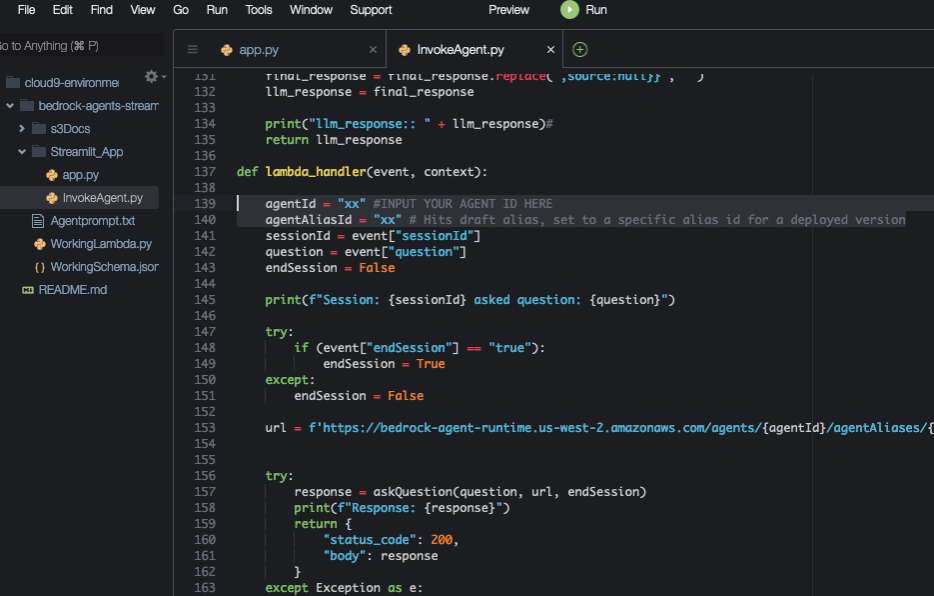 File Edit Find View Go Run Tools Window Support Preview Run
Go to Anything (⌘ P)
app.py × InvokeAgent.py ×
cloud9-environme
bedrock-agents-stream
s3Docs
Streamlit_App
app.py
InvokeAgent.py
Agentprompt.txt
WorkingLambda.py
WorkingSchema.json
README.md
131 final_response = final_response.replace( ,source:null}} , )
132 llm_response = final_response
133
134 print("llm_response:: " + llm_response)#
135 return llm_response
136
137 def lambda_handler(event, context):
138
139 agentId = "xx" #INPUT YOUR AGENT ID HERE
140 agentAliasId = "xx" # Hits draft alias, set to a specific alias id for a deployed version
141 sessionId = event["sessionId"]
142 question = event["question"]
143 endSession = False
144
145 print(f"Session: {sessionId} asked question: {question}")
146
147 try:
148 if (event["endSession"] == "true"):
149 endSession = True
150 except:
151 endSession = False
152
153 url = f'https://bedrock-agent-runtime.us-west-2.amazonaws.com/agents/{agentId}/agentAliases/{
154
155
156 try:
157 response = askQuestion(question, url, endSession)
158 print(f"Response: {response}")
159 return {
160 "status_code": 200,
161 "body": response
162 }
163 except Exception as e: